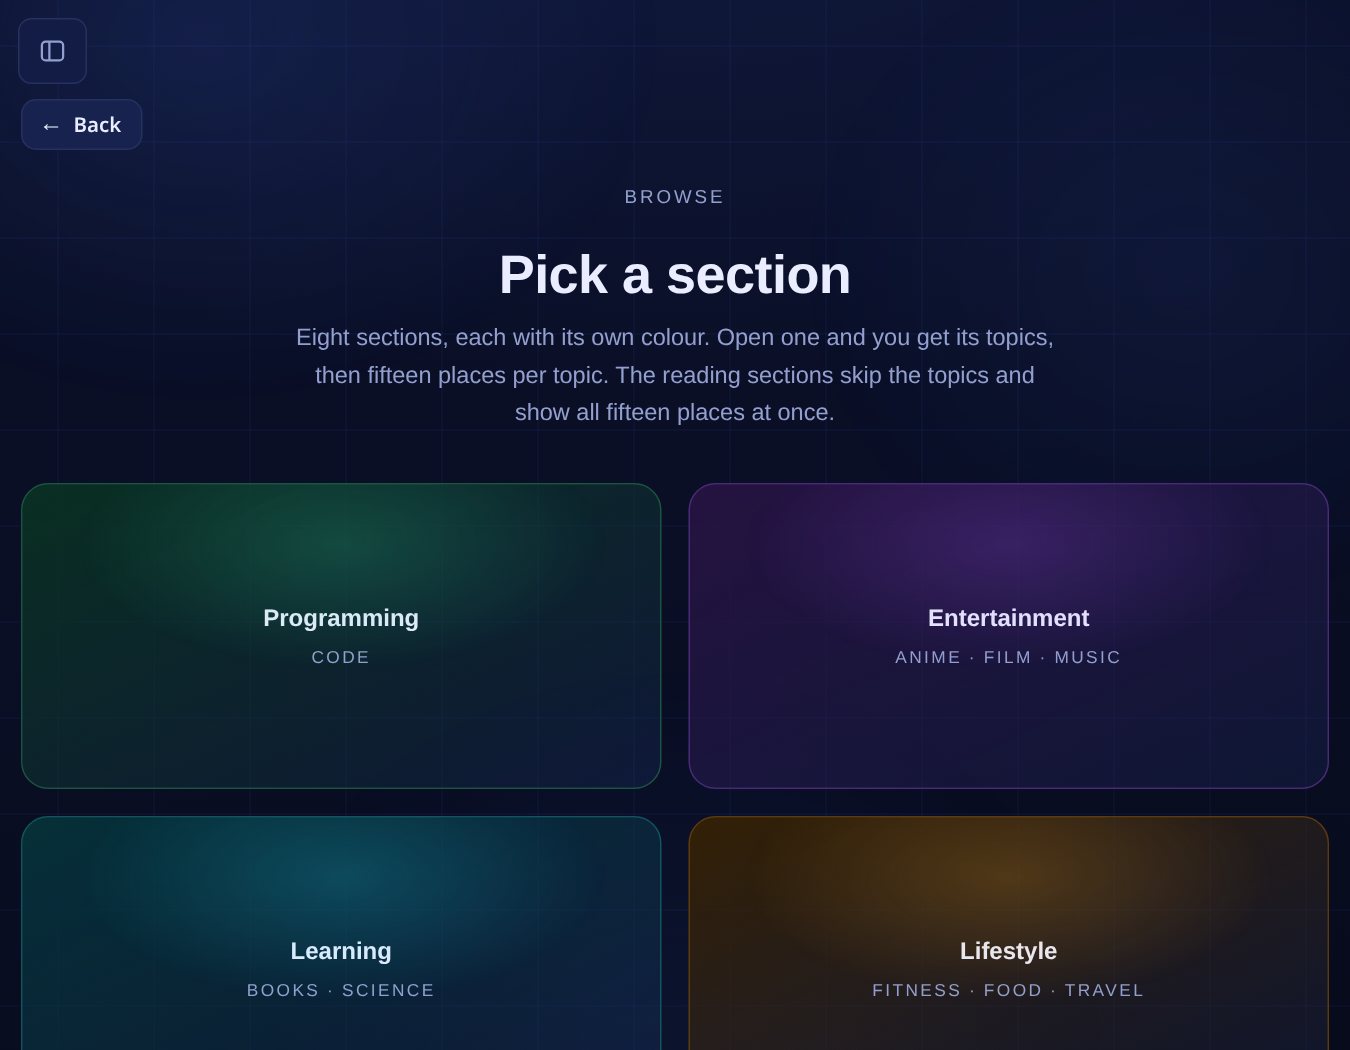 ← Back
BROWSE
Pick a section
Eight sections, each with its own colour. Open one and you get its topics,
then fifteen places per topic. The reading sections skip the topics and
show all fifteen places at once.
Programming
CODE
Entertainment
ANIME · FILM · MUSIC
Learning
BOOKS · SCIENCE
Lifestyle
FITNESS · FOOD · TRAVEL